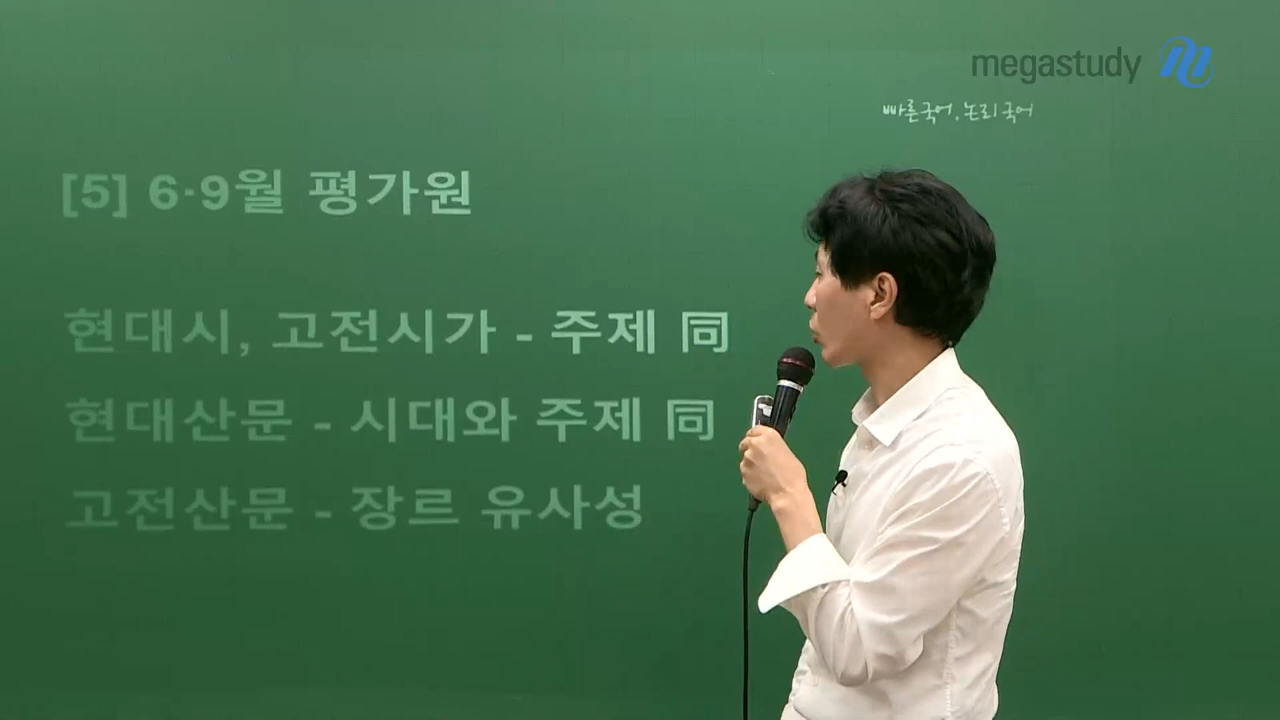 megastudy
빠른국어, 논리국어
[5] 6·9월 평가원
현대시, 고전시가 - 주제 同
현대산문 - 시대와 주제 同
고전산문 - 장르 유사성